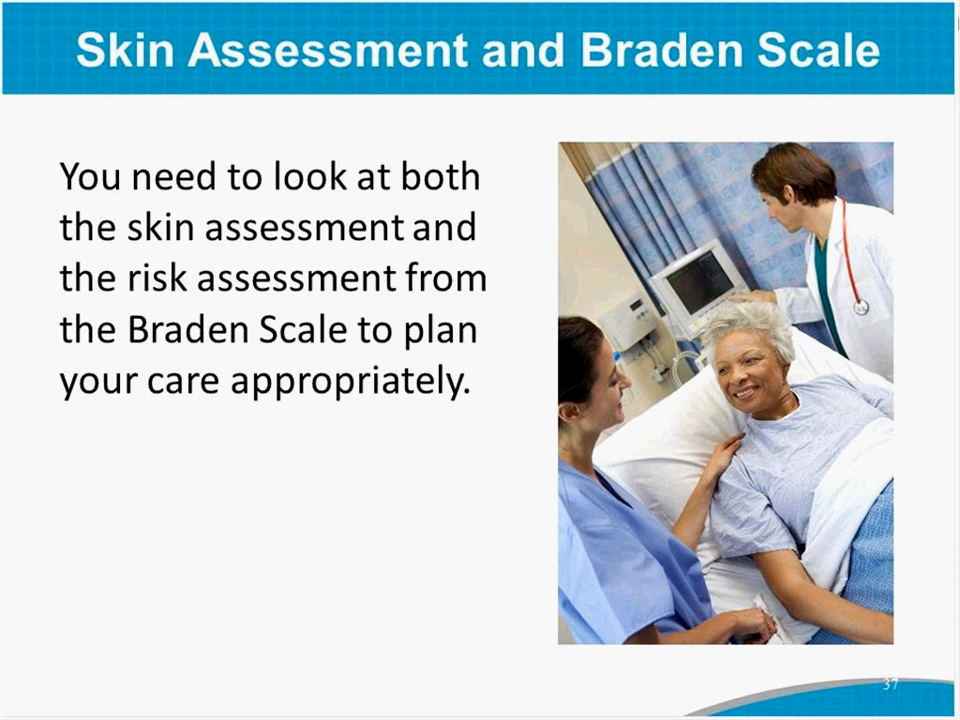 Skin Assessment and Braden Scale
You need to look at both
the skin assessment and
the risk assessment from
the Braden Scale to plan
your care appropriately.
37